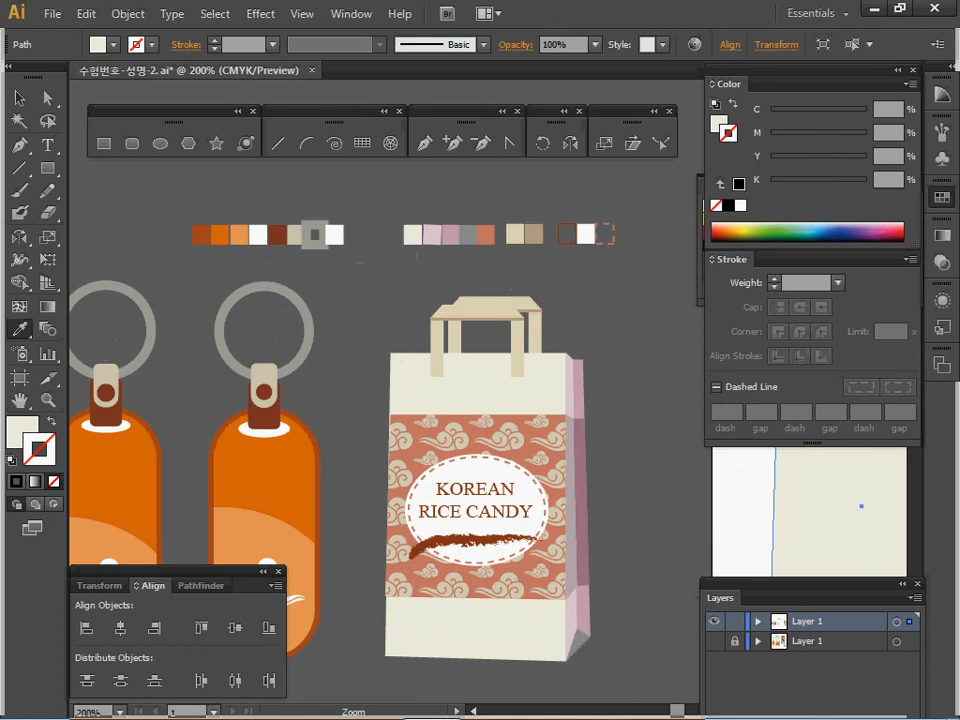 Ai File Edit Object Type Select Effect View Window Help Br Essentials
Path Stroke: Basic Opacity: 100% Style: Align Transform
수험번호-성명-2. ai* @ 200% (CMYK/Preview)
Color
C %
M %
Y %
K %
Stroke
Weight:
Cap:
Corner: Limit: x
Align Stroke:
Dashed Line
dash gap dash gap dash gap
KOREAN
RICE CANDY
Transform Align Pathfinder
Align Objects:
Distribute Objects:
Layers
Layer 1
Layer 1
200% 1 Zoom